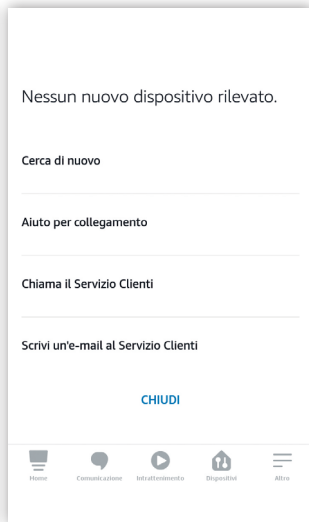 Nessun nuovo dispositivo rilevato.
Cerca di nuovo
Aiuto per collegamento
Chiama il Servizio Clienti
Scrivi un'e-mail al Servizio Clienti
CHIUDI
Home Comunicazione Intrattenimento Dispositivi Altro